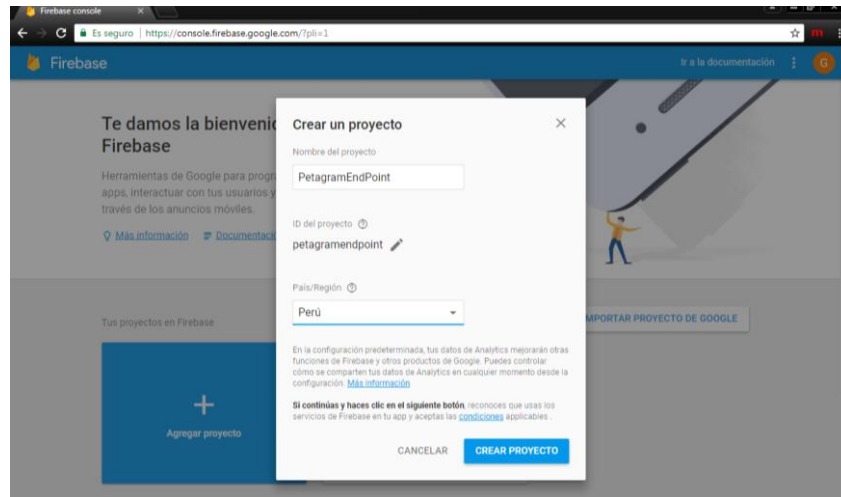 Firebase console
Es seguro | https://console.firebase.google.com/?pli=1
Firebase
Ir a la documentación
G
Te damos la bienveni
Firebase
Herramientas de Google para progr
apps, interactuar con tus usuarios y
través de los anuncios móviles.
Más información
Documentaci
Tus proyectos en Firebase
Agregar proyecto
MPORTAR PROYECTO DE GOOGLE
Crear un proyecto
Nombre del proyecto
PetagramEndPoint
ID del proyecto
petagramendpoint
País/Región
Perú
En la configuración predeterminada, tus datos de Analytics mejorarán otras
funciones de Firebase y otros productos de Google. Puedes controlar
cómo se comparten tus datos de Analytics en cualquier momento desde la
configuración. Más información
Si continúas y haces clic en el siguiente botón, reconoces que usas los
servicios de Firebase en tu app y aceptas las condiciones applicables .
CANCELAR
CREAR PROYECTO